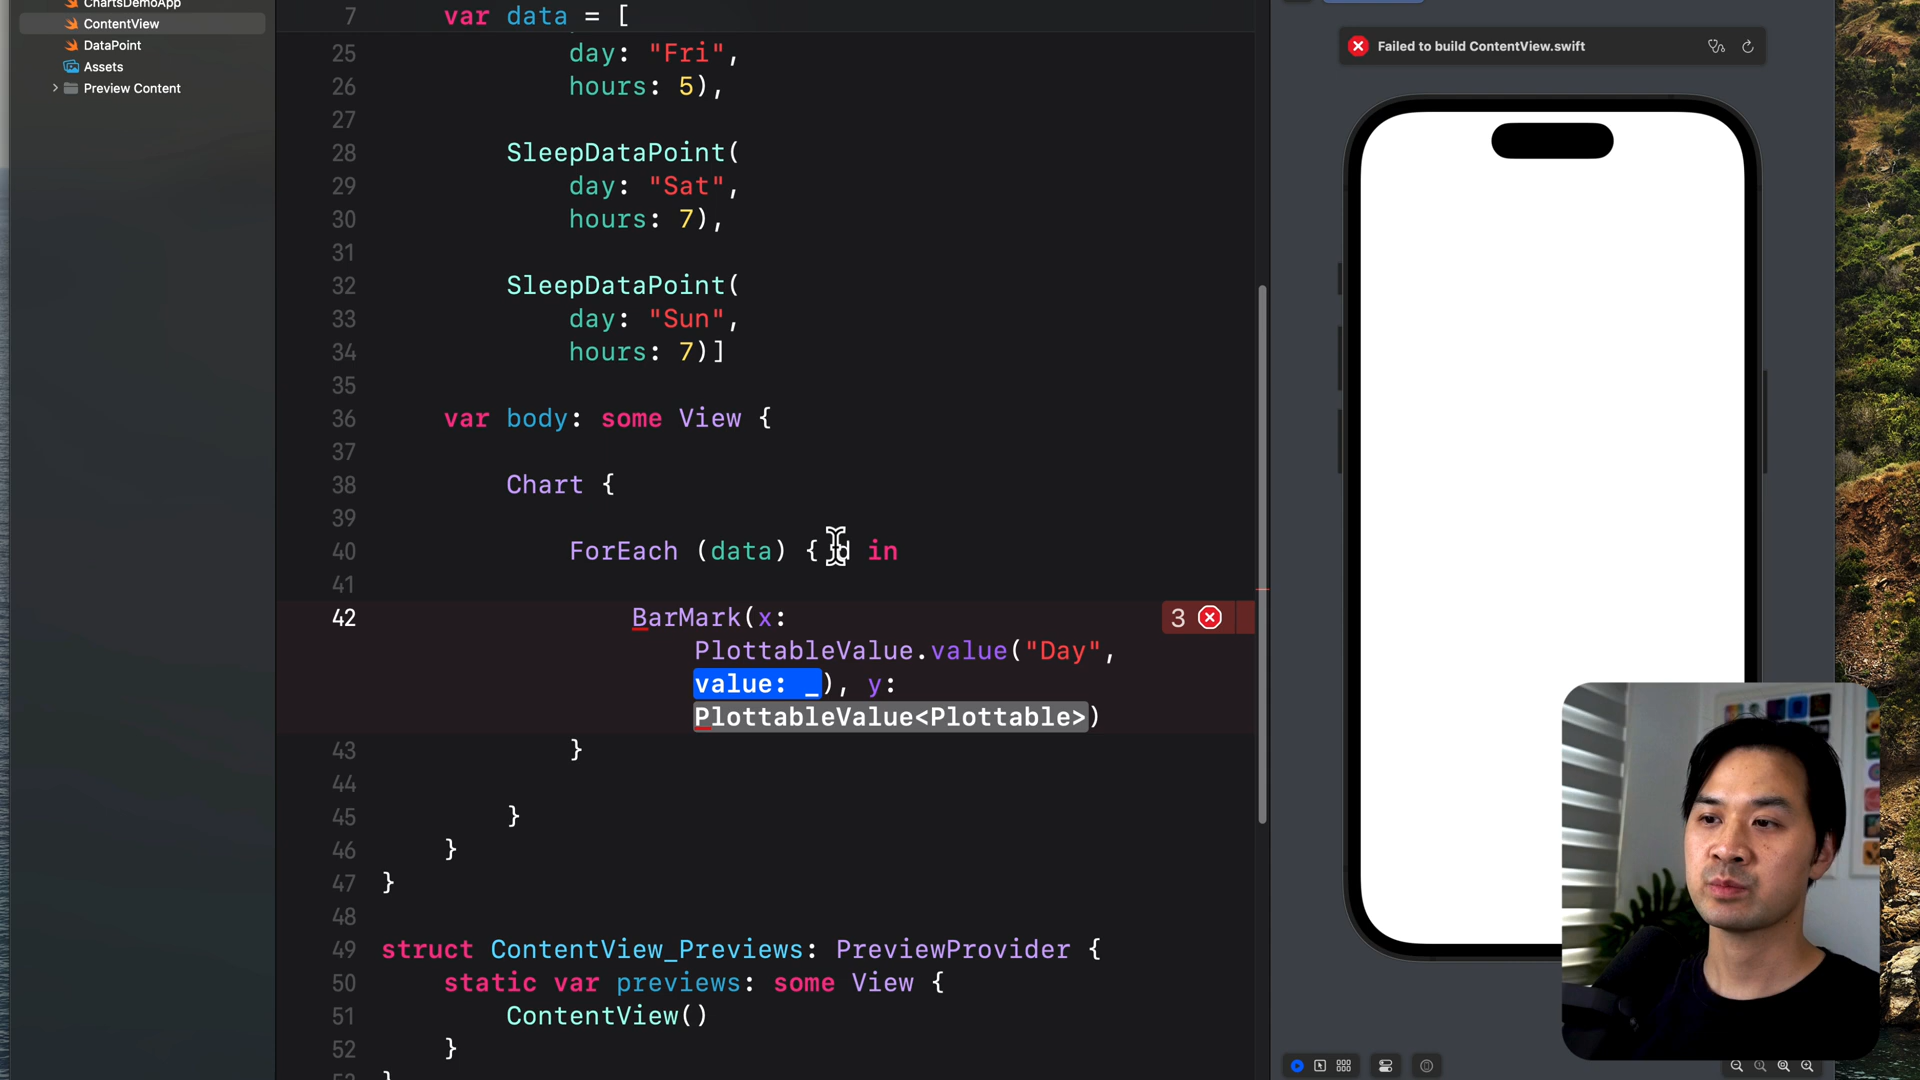 ChartsDemoApp
ContentView
DataPoint
Assets
Preview Content
7 var data = [
25 day: "Fri",
26 hours: 5),
27
28 SleepDataPoint(
29 day: "Sat",
30 hours: 7),
31
32 SleepDataPoint(
33 day: "Sun",
34 hours: 7)]
35
36 var body: some View {
37
38 Chart {
39
40 ForEach (data) { d in
41
42 BarMark(x:
PlottableValue.value("Day",
value: _), y:
PlottableValue<Plottable>)
3
43 }
44
45 }
46 }
47 }
48
49 struct ContentView_Previews: PreviewProvider {
50 static var previews: some View {
51 ContentView()
52 }
Failed to build ContentView.swift